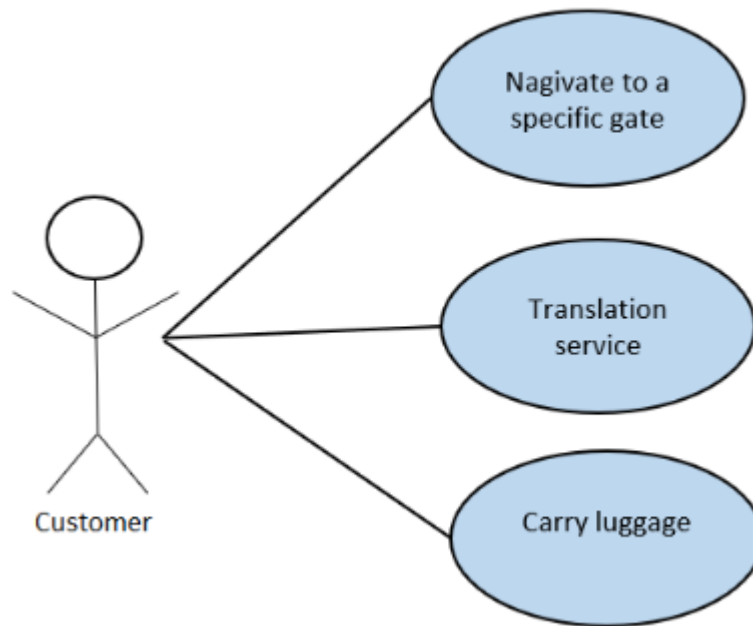 Nagivate to a
specific gate
Translation
service
Carry luggage
Customer